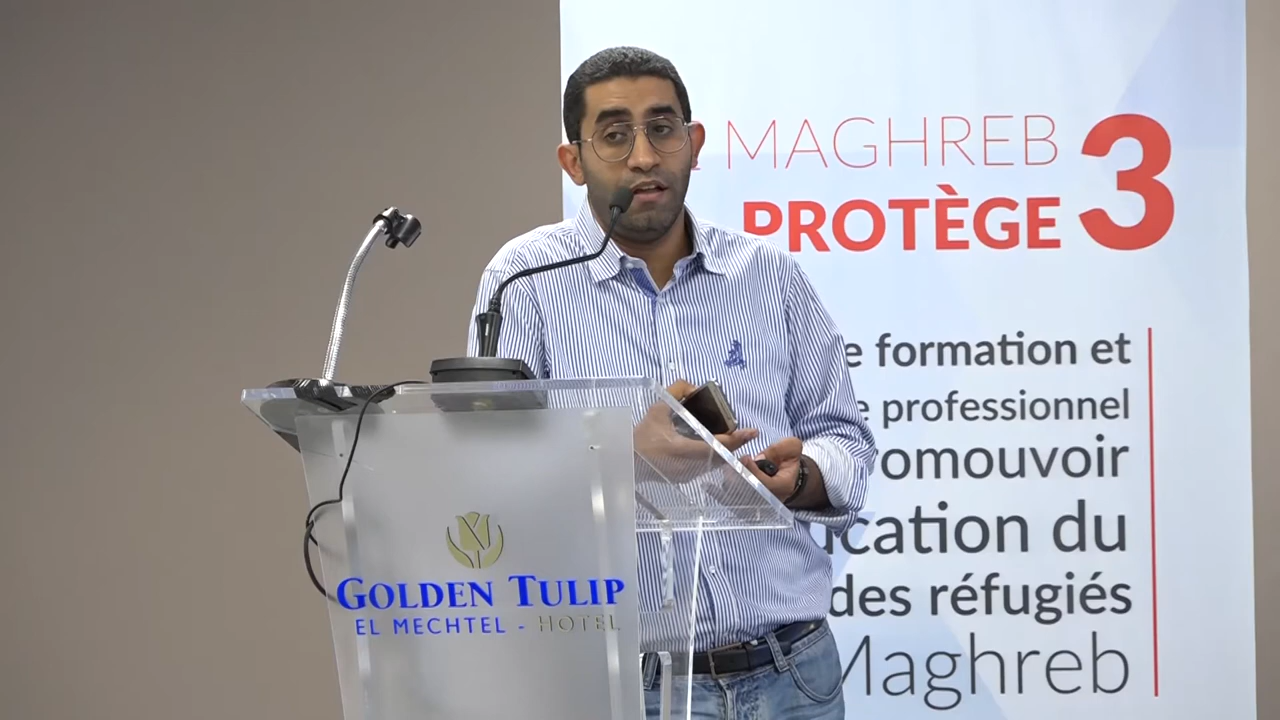 MAGHREB 3
PROTÈGE
e formation et
e professionnel
omouvoir
cation du
des réfugiés
Maghreb
GOLDEN TULIP
EL MECHTEL - HOTEL